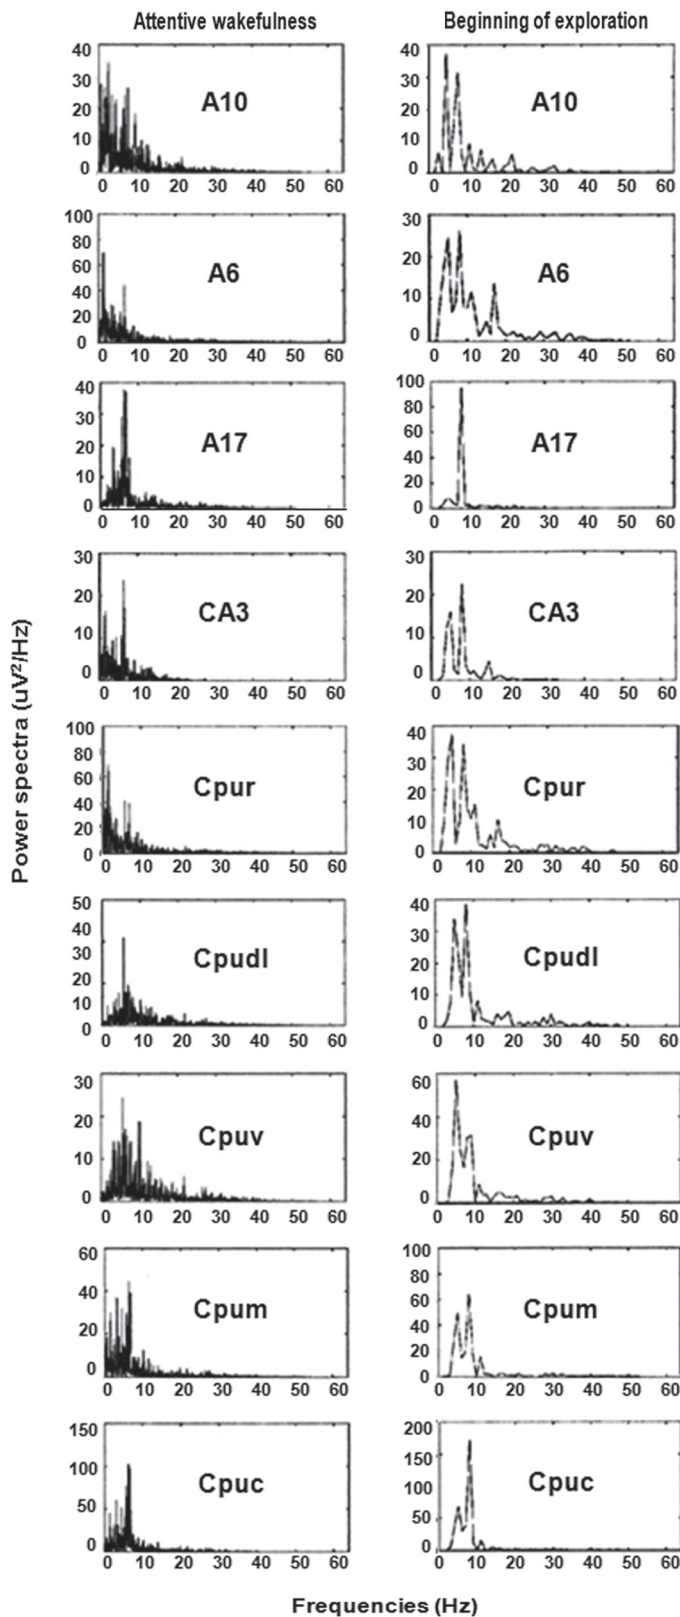 Attentive wakefulness Beginning of exploration
40 30 20 10 0
A10
0 10 20 30 40 50 60
40 30 20 10 0
A10
0 10 20 30 40 50 60
100 80 60 40 20 0
A6
0 10 20 30 40 50 60
30 20 10 0
A6
0 10 20 30 40 50 60
40 30 20 10 0
A17
0 10 20 30 40 50 60
100 80 60 40 20 0
A17
0 10 20 30 40 50 60
30 20 10 0
CA3
0 10 20 30 40 50 60
30 20 10 0
CA3
0 10 20 30 40 50 60
Power spectra (uV²/Hz)
100 80 60 40 20 0
Cpur
0 10 20 30 40 50 60
40 30 20 10 0
Cpur
0 10 20 30 40 50 60
50 30 20 10 0
Cpudl
0 10 20 30 40 50 60
40 30 20 10 0
Cpudl
0 10 20 30 40 50 60
30 20 10 0
Cpuv
0 10 20 30 40 50 60
60 40 20 0
Cpuv
0 10 20 30 40 50 60
60 40 20 0
Cpum
0 10 20 30 40 50 60
100 80 60 40 20 0
Cpum
0 10 20 30 40 50 60
150 100 50 0
Cpuc
0 10 20 30 40 50 60
200 150 100 50 0
Cpuc
0 10 20 30 40 50 60
Frequencies (Hz)